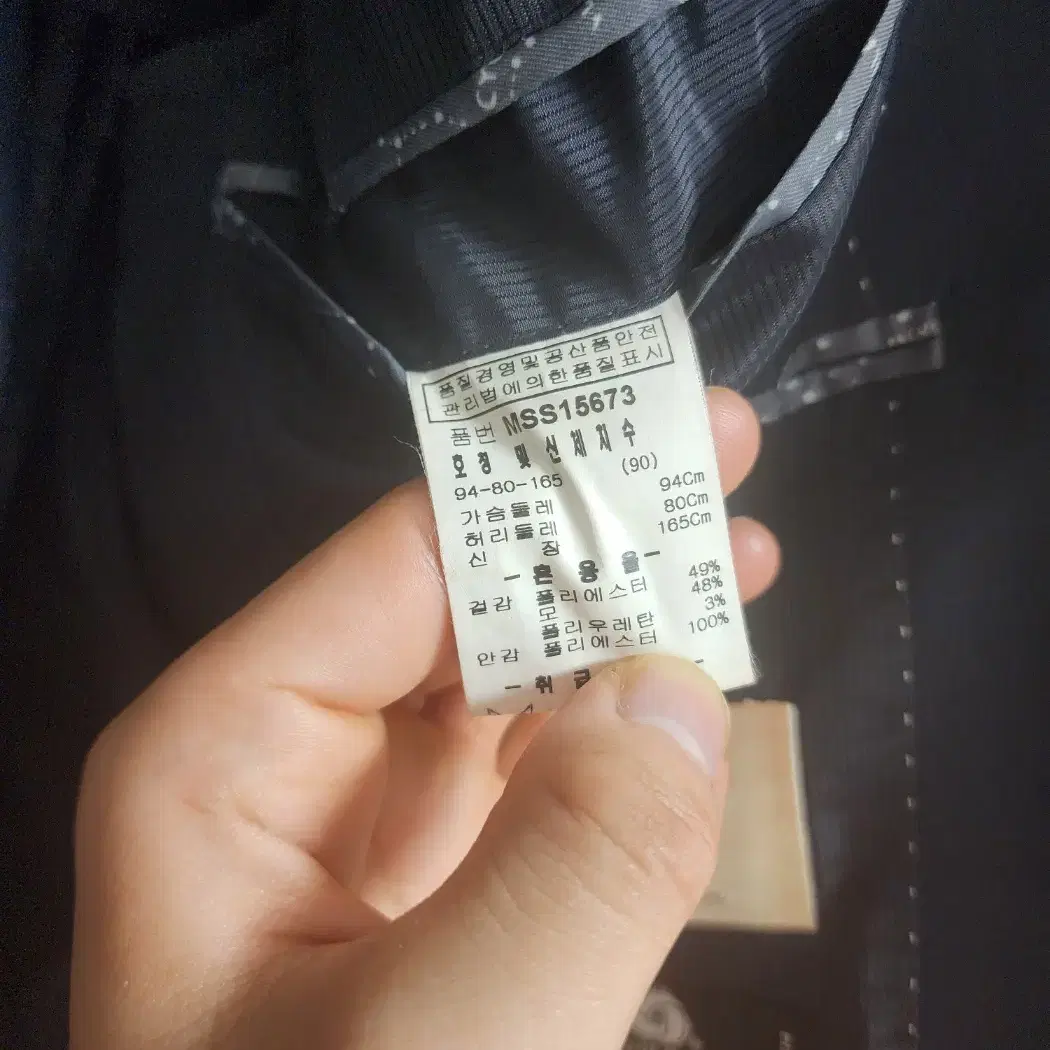 품질경영및공산품안전
관리법에의한품질표시
품번 MSS15673
호칭 및 신체치수
94-80-165 (90)
가슴둘레 94Cm
허리둘레 80Cm
신 장 165Cm
- 혼 용 율 -
겉감 폴리에스터 49%
모 48%
폴리우레탄 3%
안감 폴리에스터 100%
- 취 급